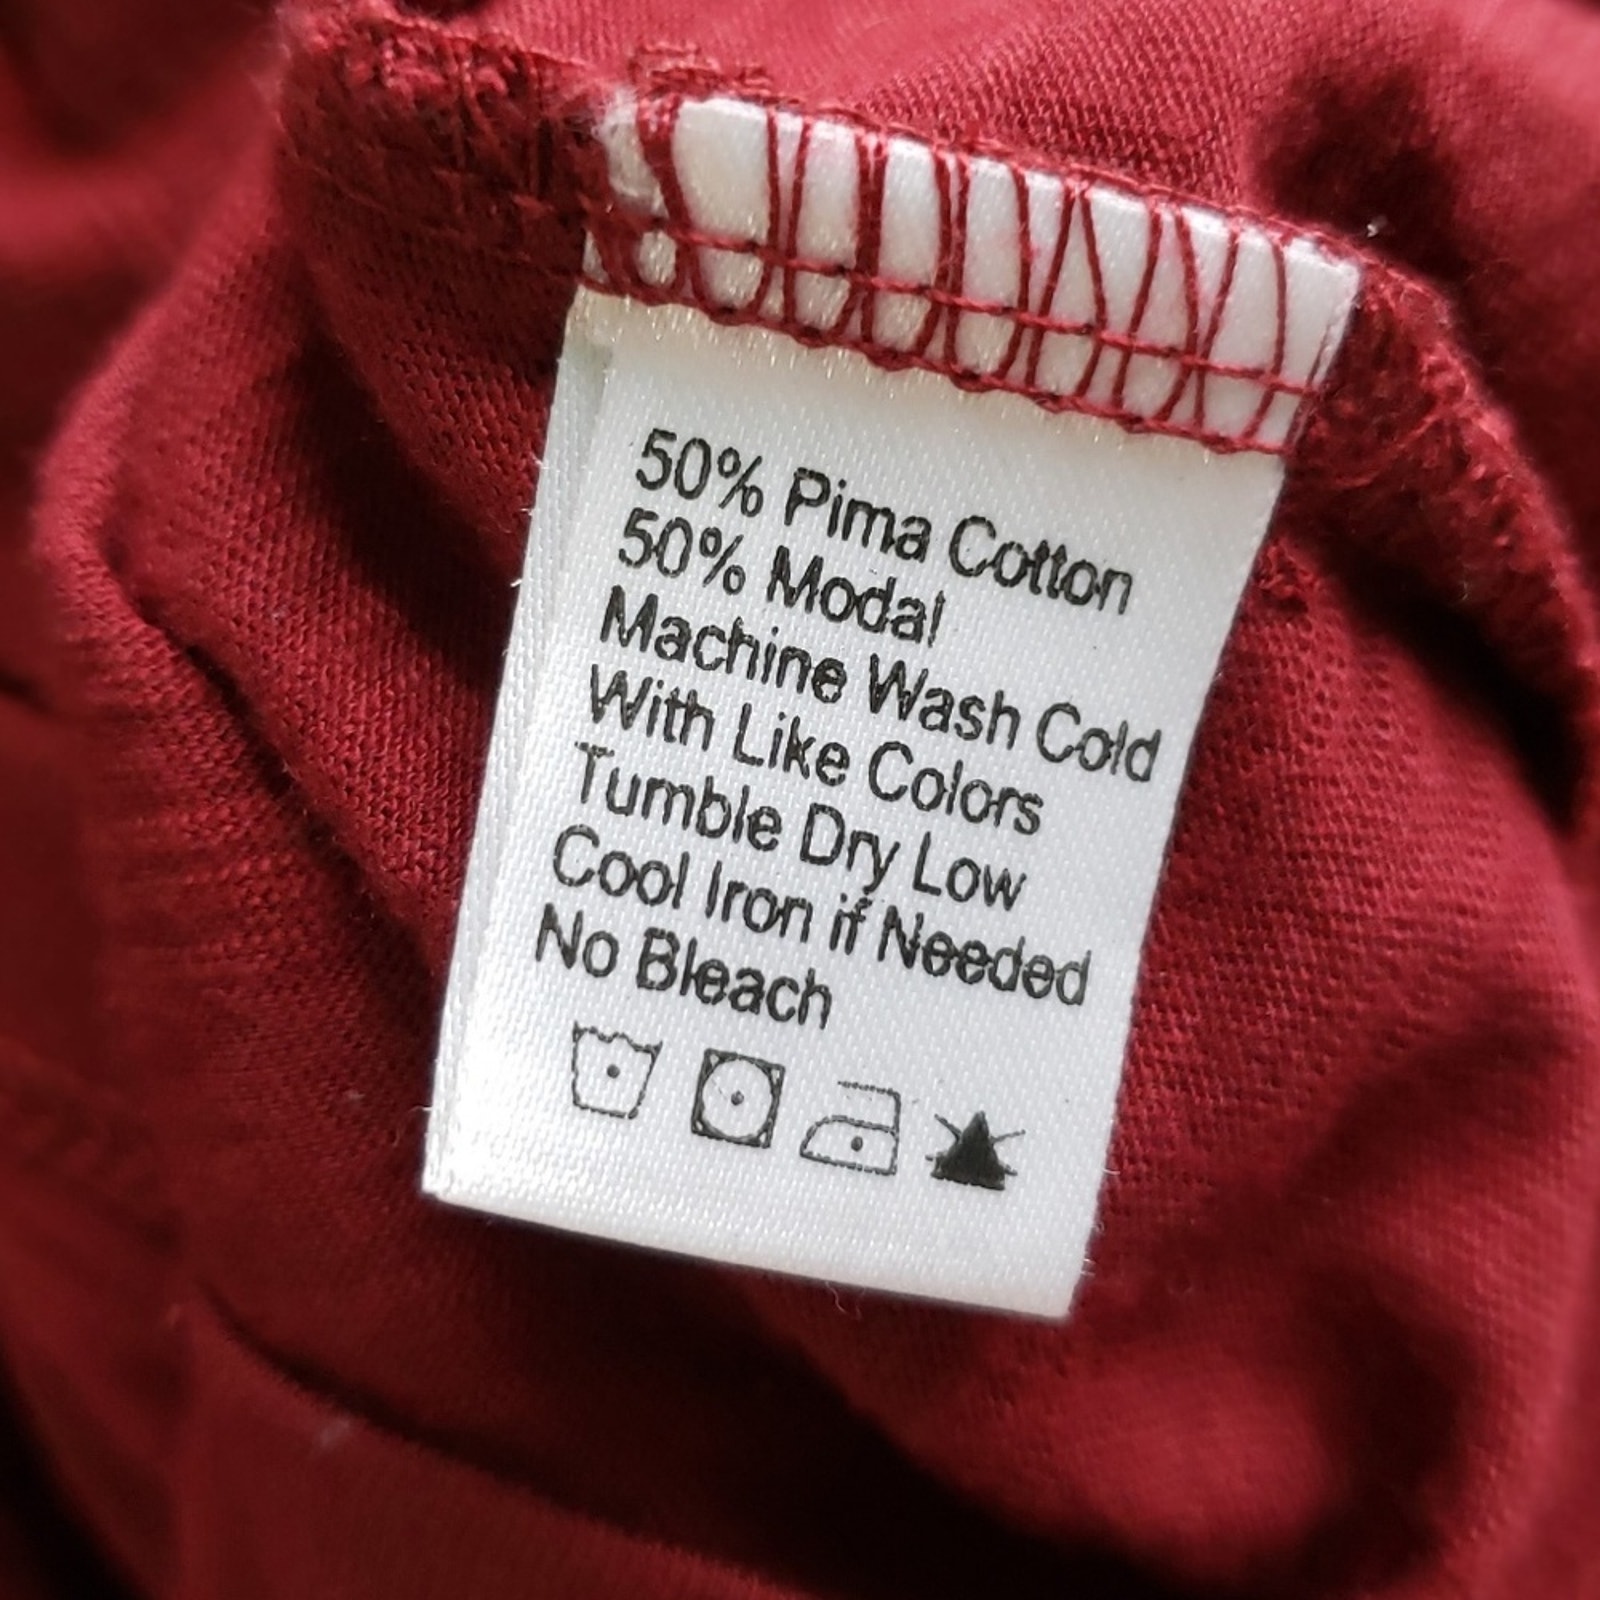 50% Pima Cotton
50% Modal
Machine Wash Cold
With Like Colors
Tumble Dry Low
Cool Iron if Needed
No Bleach